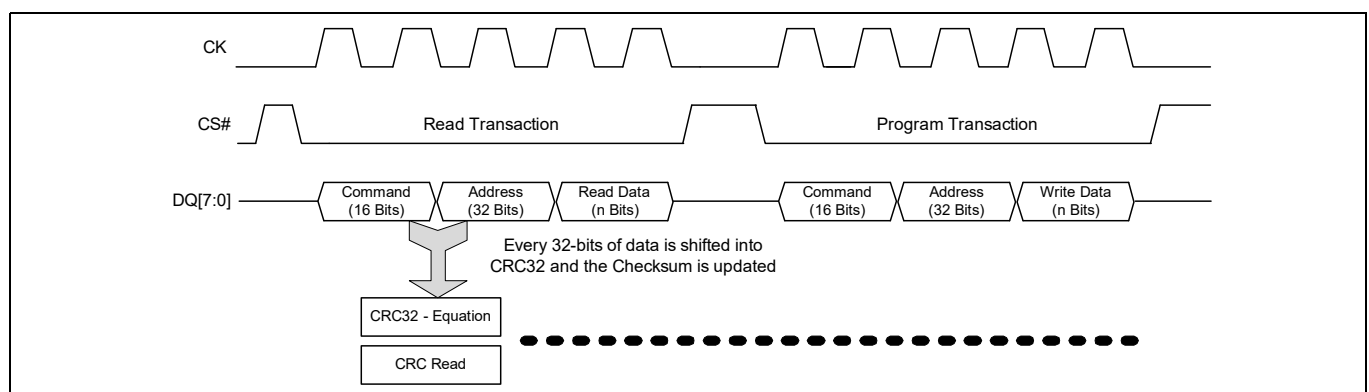 CK
CS#
Read Transaction
Program Transaction
DQ[7:0]
Command
(16 Bits)
Address
(32 Bits)
Read Data
(n Bits)
Command
(16 Bits)
Address
(32 Bits)
Write Data
(n Bits)
Every 32-bits of data is shifted into
CRC32 and the Checksum is updated
CRC32 - Equation
CRC Read